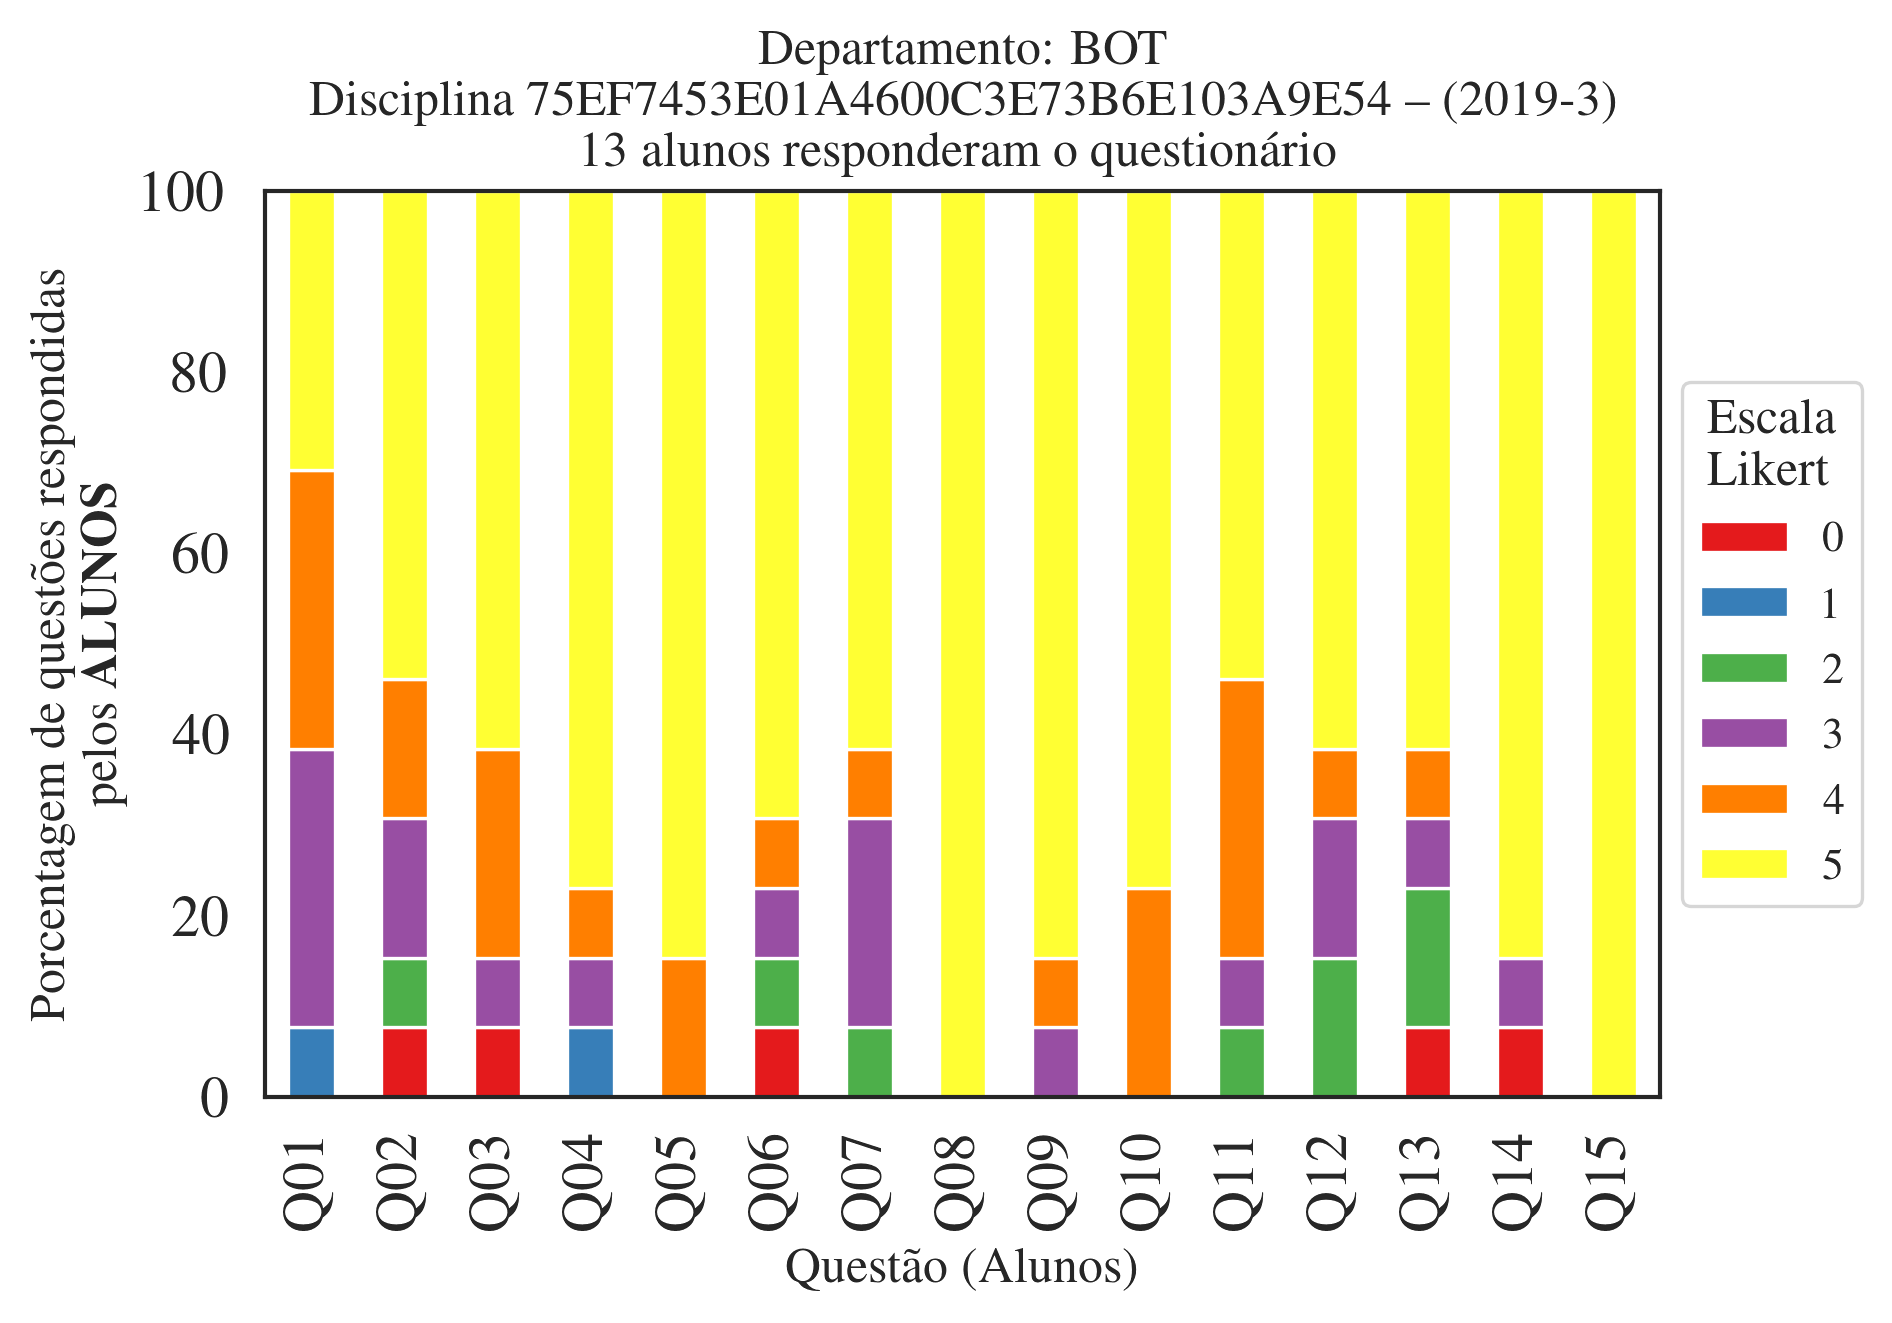 Departamento: BOT
Disciplina 75EF7453E01A4600C3E73B6E103A9E54 – (2019-3)
13 alunos responderam o questionário
Porcentagem de questões respondidas
pelos ALUNOS
100
80
60
40
20
0
Q01
Q02
Q03
Q04
Q05
Q06
Q07
Q08
Q09
Q10
Q11
Q12
Q13
Q14
Q15
Questão (Alunos)
Escala
Likert
0
1
2
3
4
5